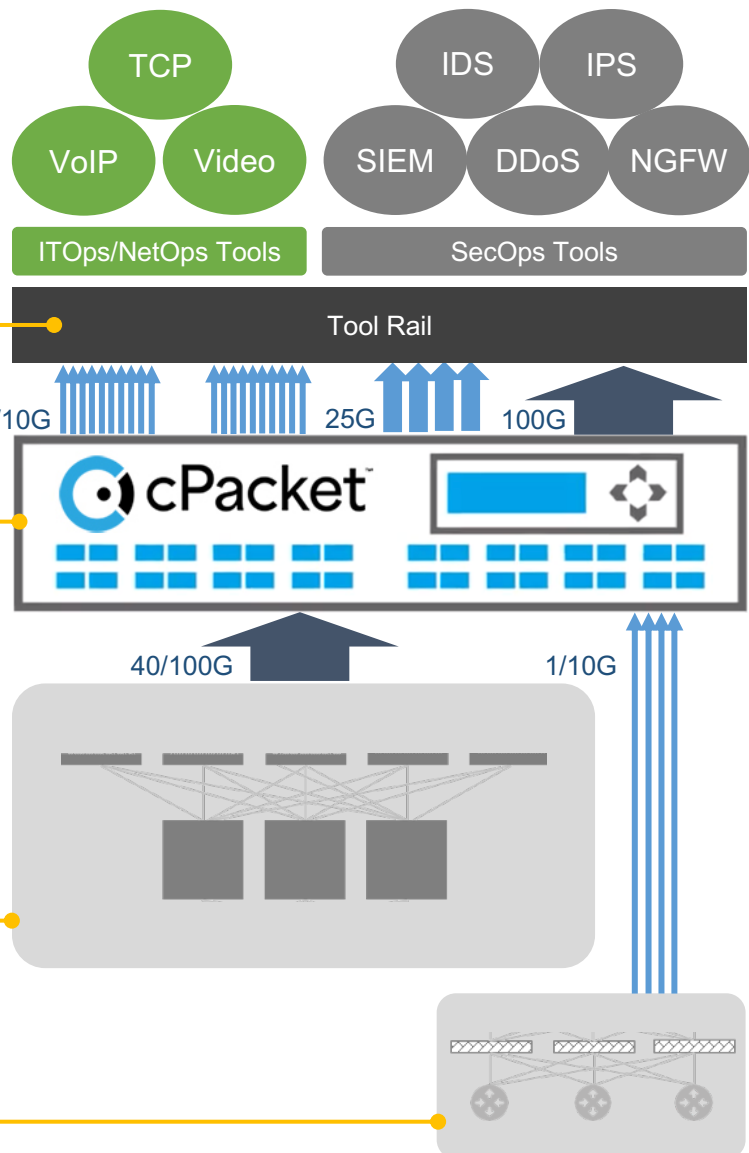 TCP
IDS
IPS
VoIP
Video
SIEM
DDoS
NGFW
ITOps/NetOps Tools
SecOps Tools
Tool Rail
/10G
25G
100G
cPacket™
40/100G
1/10G